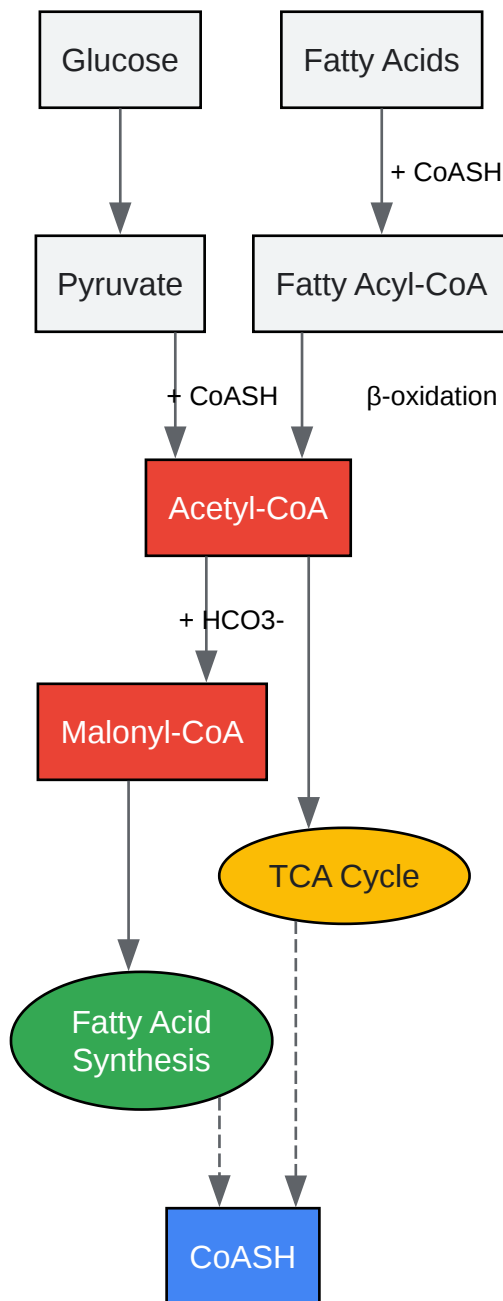 Glucose
Fatty Acids
+ CoASH
Pyruvate
Fatty Acyl-CoA
+ CoASH
β-oxidation
Acetyl-CoA
+ HCO3-
Malonyl-CoA
TCA Cycle
Fatty Acid
Synthesis
CoASH